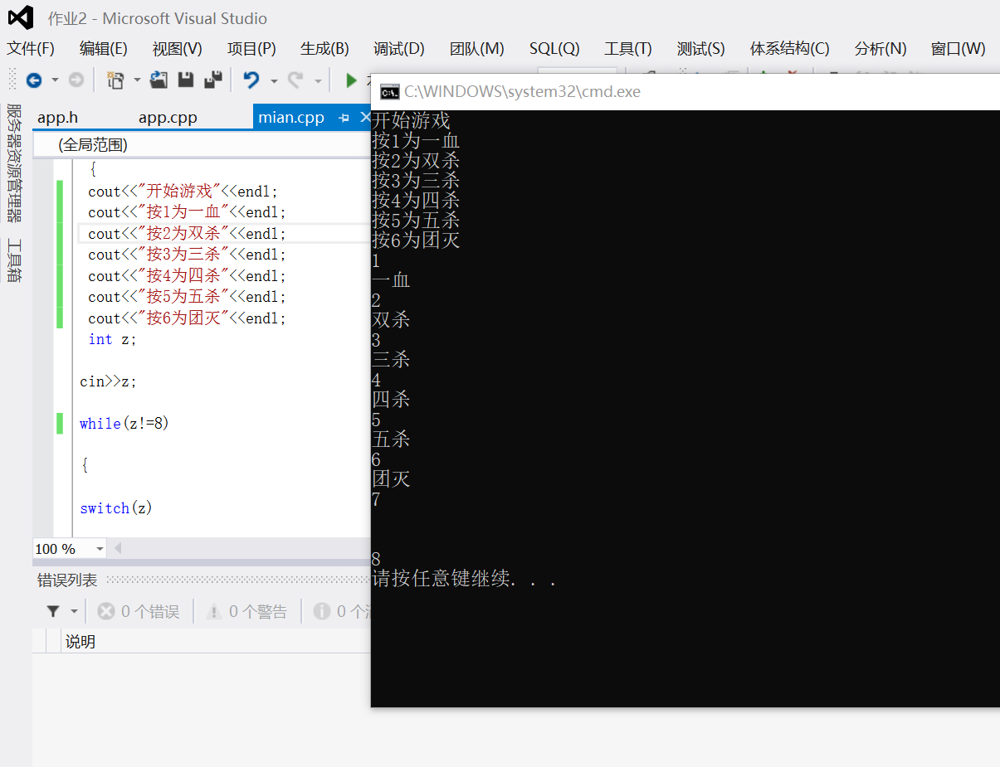 作业2 - Microsoft Visual Studio
文件(F) 编辑(E) 视图(V) 项目(P) 生成(B) 调试(D) 团队(M) SQL(Q) 工具(T) 测试(S) 体系结构(C) 分析(N) 窗口(W)
服务器资源管理器
工具箱
app.h app.cpp mian.cpp
(全局范围)
{
cout<<"开始游戏"<<endl;
cout<<"按1为一血"<<endl;
cout<<"按2为双杀"<<endl;
cout<<"按3为三杀"<<endl;
cout<<"按4为四杀"<<endl;
cout<<"按5为五杀"<<endl;
cout<<"按6为团灭"<<endl;
int z;
cin>>z;
while(z!=8)
{
switch(z)
100 %
错误列表
0 个错误 0 个警告 0 个
说明
C:\WINDOWS\system32\cmd.exe
开始游戏
按1为一血
按2为双杀
按3为三杀
按4为四杀
按5为五杀
按6为团灭
1
一血
2
双杀
3
三杀
4
四杀
5
五杀
6
团灭
7
8
请按任意键继续. . .